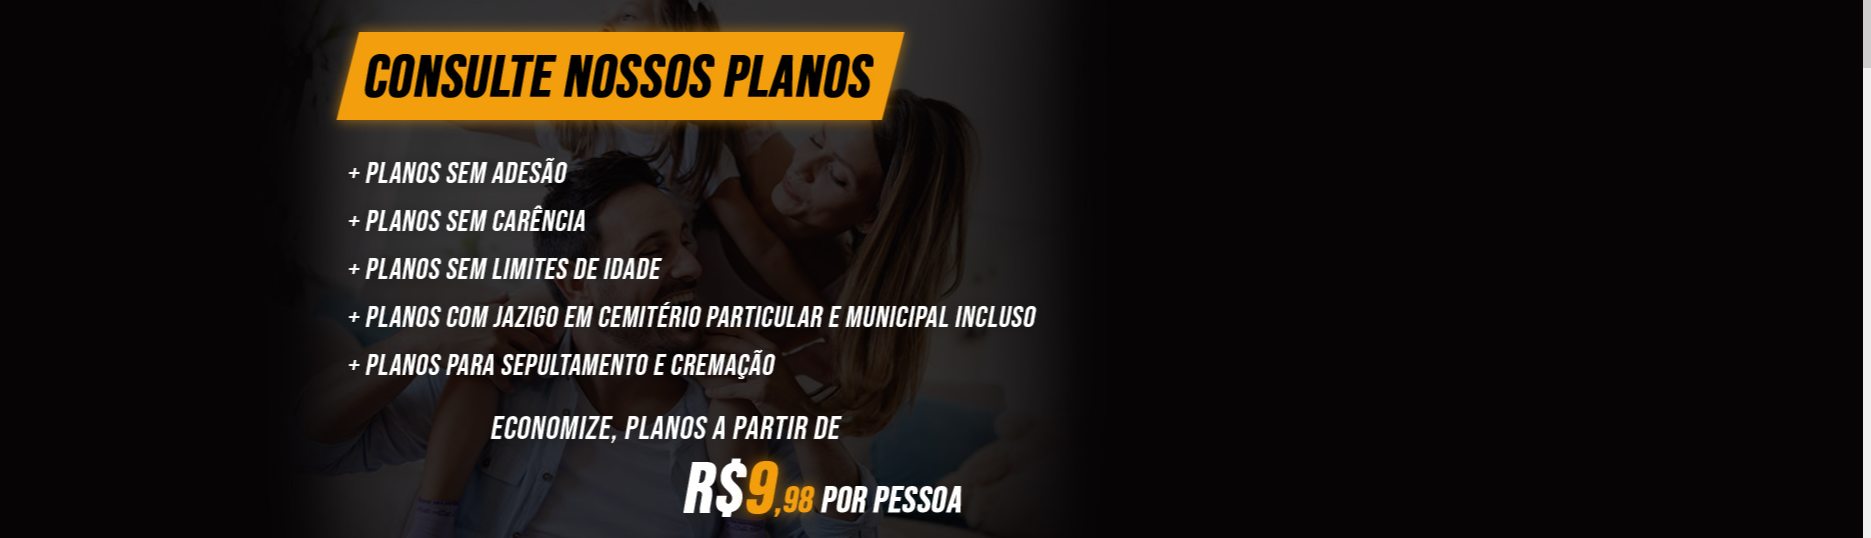 CONSULTE NOSSOS PLANOS
+ PLANOS SEM ADESÃO
+ PLANOS SEM CARÊNCIA
+ PLANOS SEM LIMITES DE IDADE
+ PLANOS COM JAZIGO EM CEMITÉRIO PARTICULAR E MUNICIPAL INCLUSO
+ PLANOS PARA SEPULTAMENTO E CREMAÇÃO
ECONOMIZE, PLANOS A PARTIR DE
R$9,98 POR PESSOA